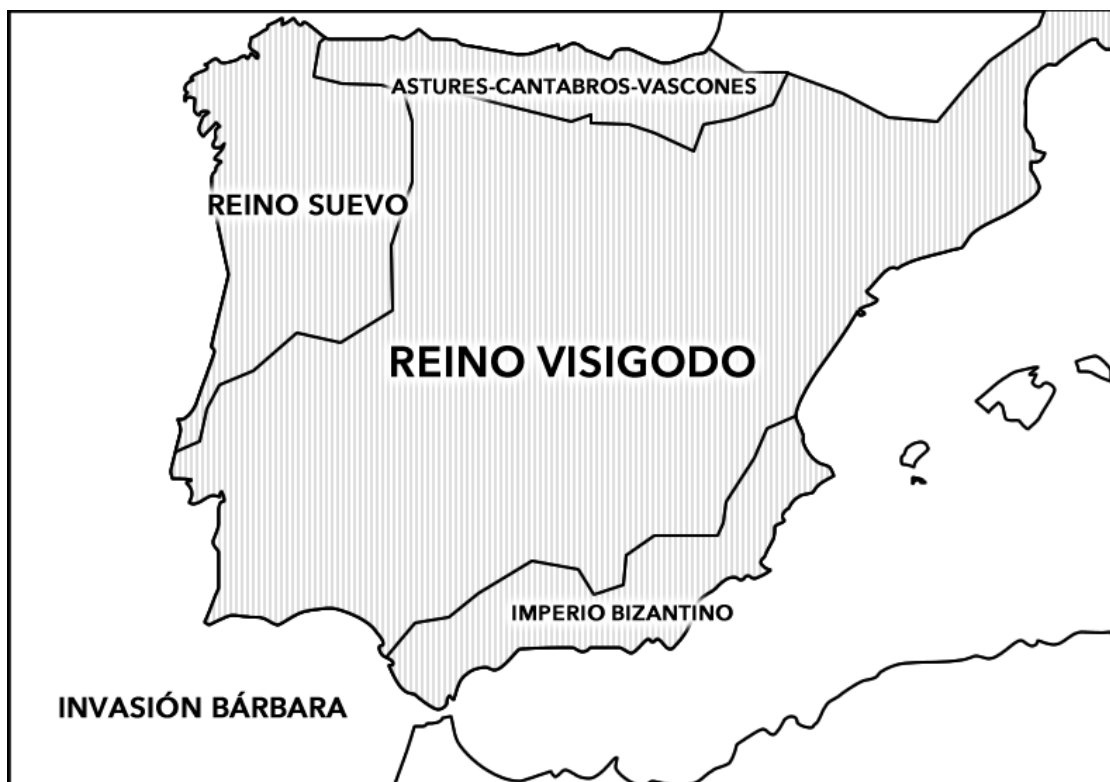 ASTURES-CANTABROS-VASCONES
REINO SUEVO
REINO VISIGODO
IMPERIO BIZANTINO
INVASIÓN BÁRBARA